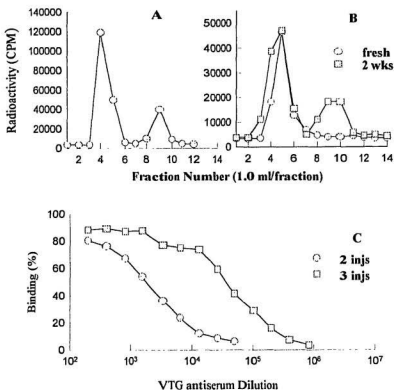 A
B
Radioactivity (CPM)
140000
120000
100000
80000
60000
40000
20000
0
2 4 6 8 10 12 14
50000
40000
30000
20000
10000
0
2 4 6 8 10 12 14
fresh
2 wks
Fraction Number (1.0 ml/fraction)
C
Binding (%)
100
80
60
40
20
0
2 injs
3 injs
10² 10³ 10⁴ 10⁵ 10⁶ 10⁷
VTG antiserum Dilution